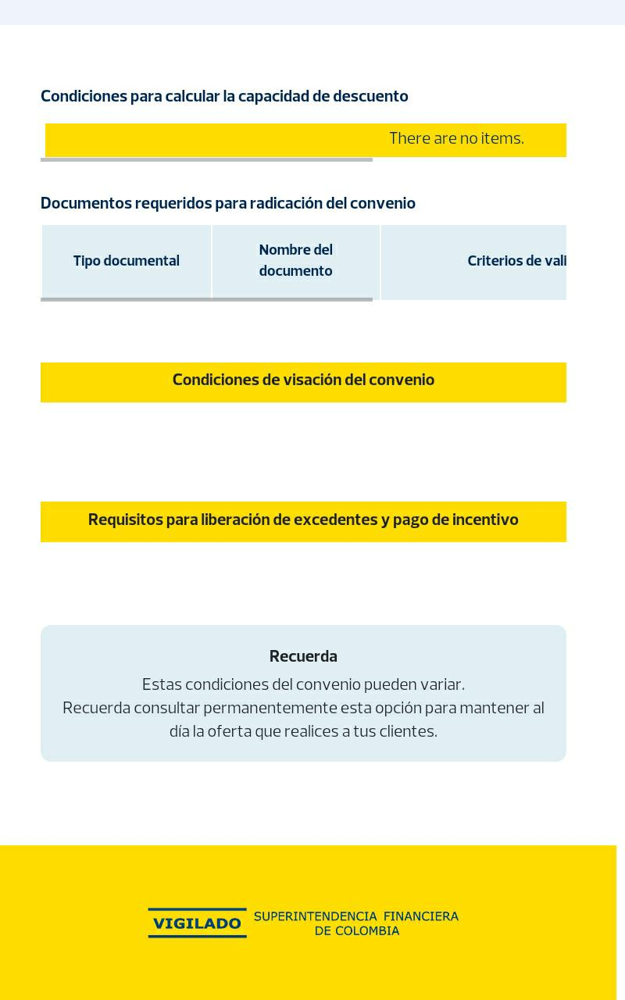 Condiciones para calcular la capacidad de descuento
There are no items.
Documentos requeridos para radicación del convenio
Tipo documental
Nombre del
documento
Criterios de vali
Condiciones de visación del convenio
Requisitos para liberación de excedentes y pago de incentivo
Recuerda
Estas condiciones del convenio pueden variar.
Recuerda consultar permanentemente esta opción para mantener al
día la oferta que realices a tus clientes.
VIGILADO
SUPERINTENDENCIA FINANCIERA
DE COLOMBIA